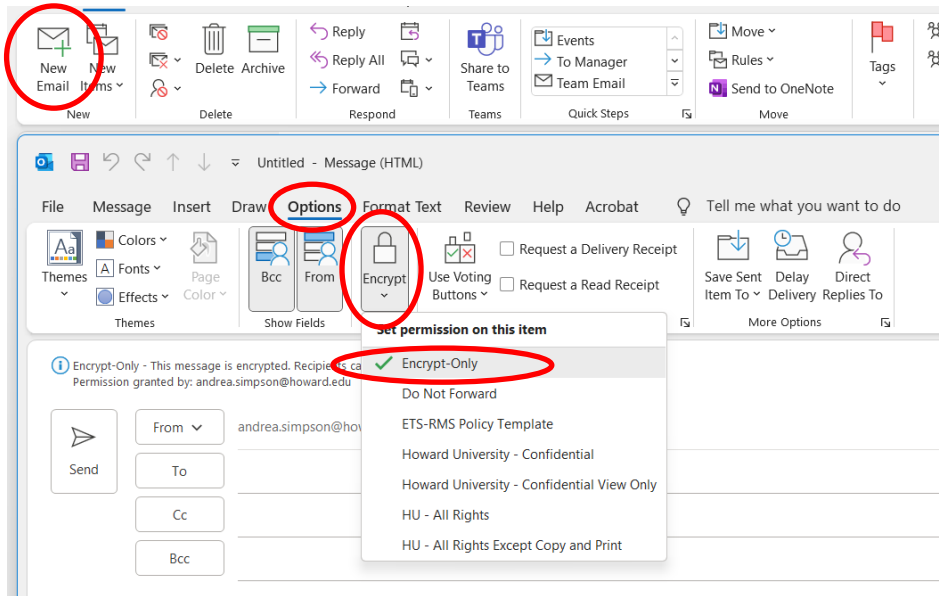 Reply
Events
Move
Reply All
To Manager
Rules
New
Email
New
Items
Delete
Archive
Forward
Share to
Teams
Team Email
Send to OneNote
Tags
New
Delete
Respond
Teams
Quick Steps
Move
Untitled - Message (HTML)
File Message Insert Draw Options Format Text Review Help Acrobat Tell me what you want to do
Colors
Fonts
Effects
Themes
Page
Color
Bcc
From
Encrypt
Use Voting
Buttons
Request a Delivery Receipt
Request a Read Receipt
Save Sent
Item To
Delay
Delivery
Direct
Replies To
Themes
Show Fields
More Options
Set permission on this item
Encrypt-Only
Do Not Forward
ETS-RMS Policy Template
Howard University - Confidential
Howard University - Confidential View Only
HU - All Rights
HU - All Rights Except Copy and Print
Encrypt-Only - This message is encrypted. Recipients ca
Permission granted by: andrea.simpson@howard.edu
Send
From
andrea.simpson@how
To
Cc
Bcc